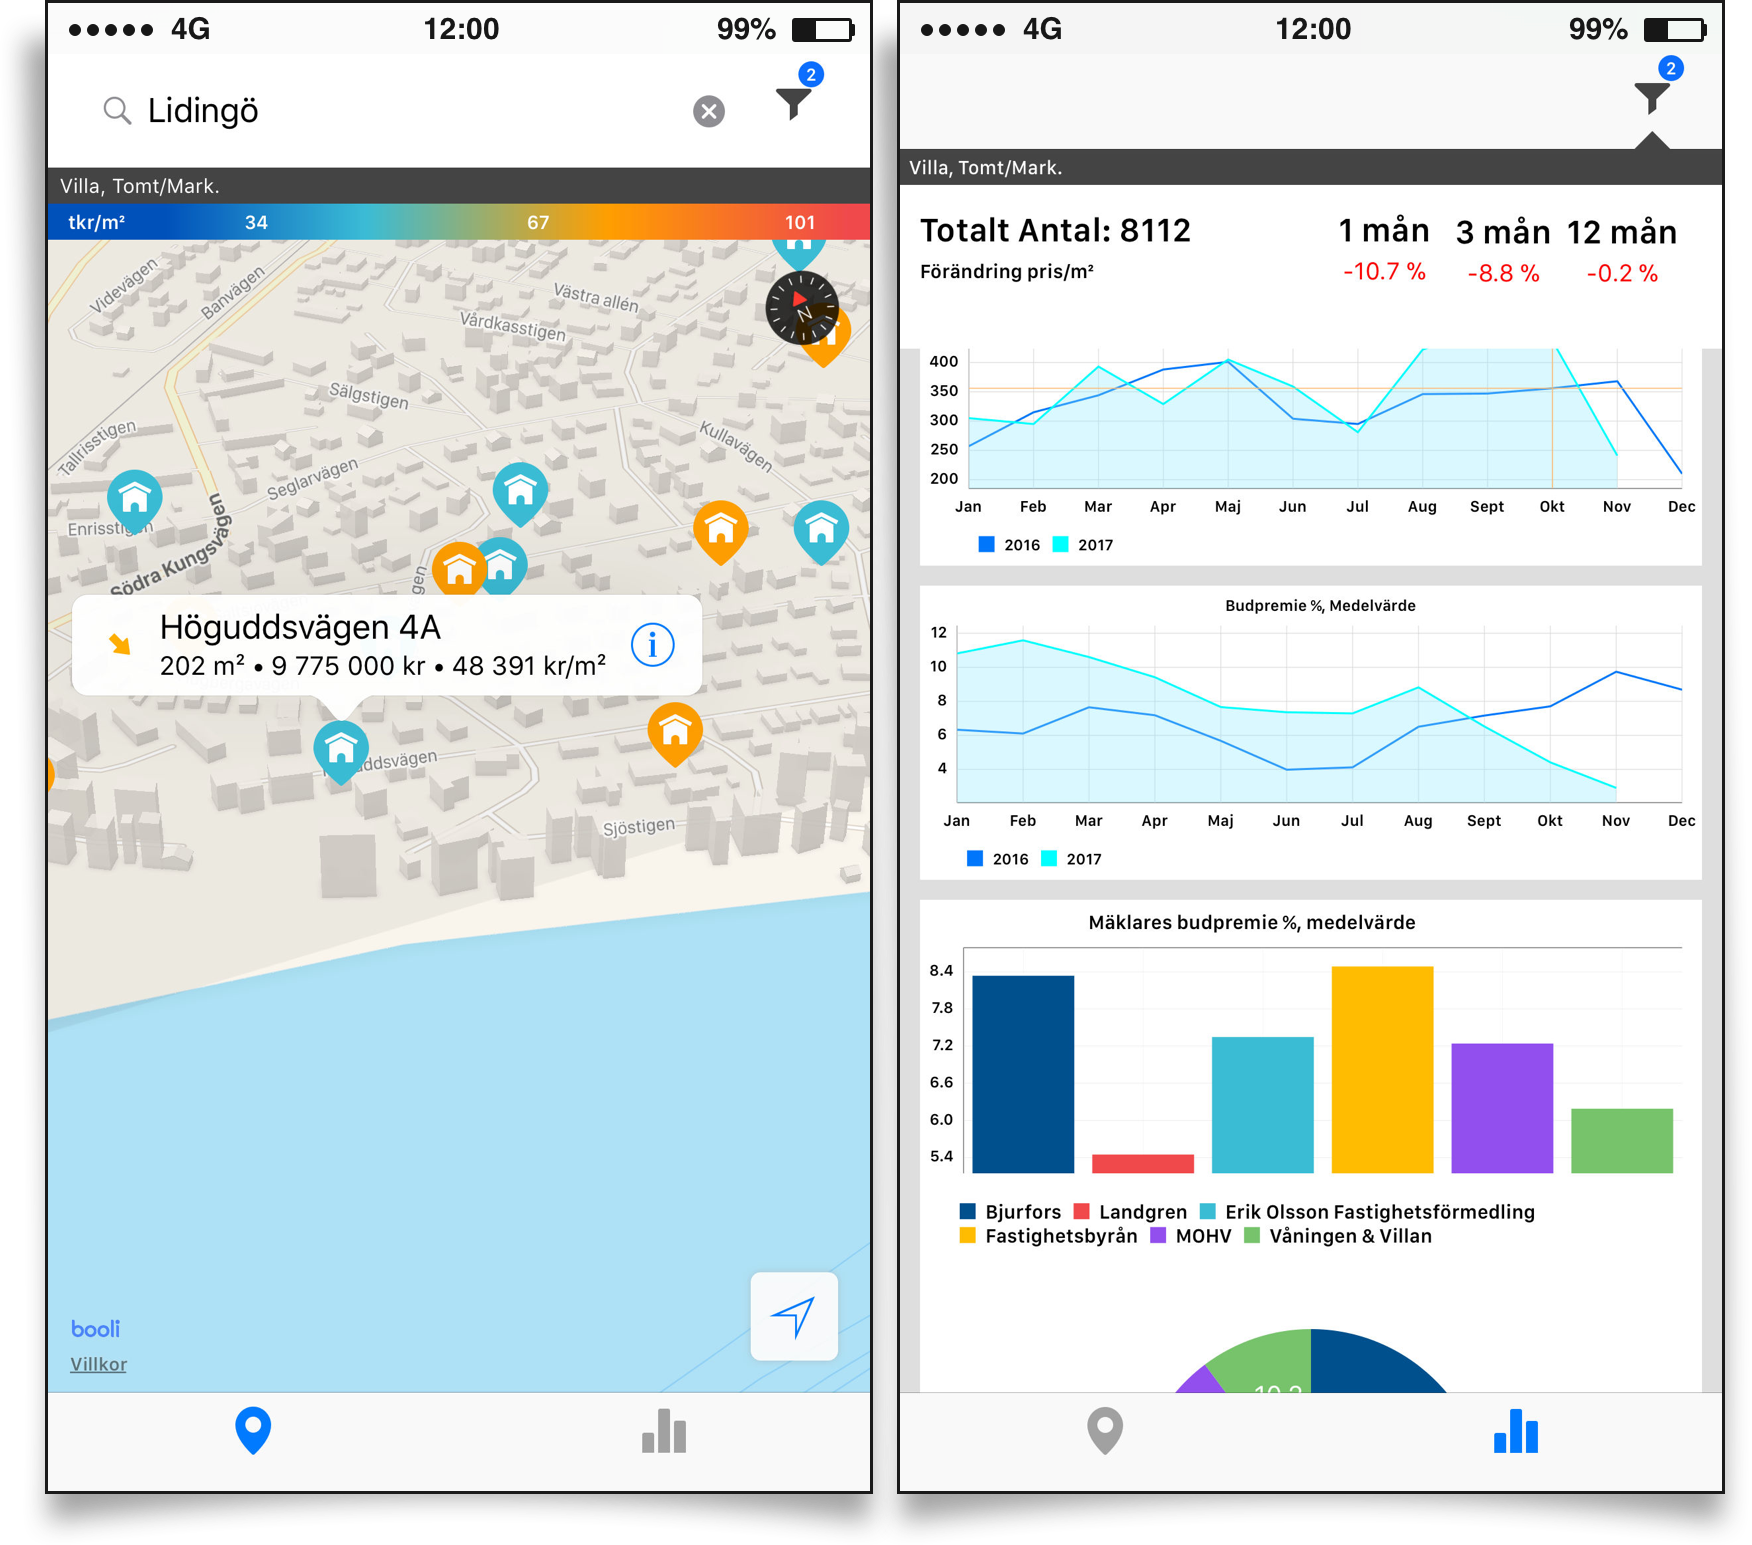 4G 12:00 99%
2
Lidingö
Villa, Tomt/Mark.
tkr/m² 34 67 101
Videvägen
Banvägen
Västra allén
Vårdkasstigen
N
Sälgstigen
Tallrisstigen
Kullavägen
Seglarvägen
Enrisstigen
Södra Kungsvägen
gen
Höguddsvägen 4A
202 m² • 9 775 000 kr • 48 391 kr/m²
i
uddsvägen
Sjöstigen
booli
Villkor
4G 12:00 99%
2
Villa, Tomt/Mark.
Totalt Antal: 8112 1 mån 3 mån 12 mån
Förändring pris/m² -10.7 % -8.8 % -0.2 %
400
350
300
250
200
Jan Feb Mar Apr Maj Jun Jul Aug Sept Okt Nov Dec
2016 2017
Budpremie %, Medelvärde
12
10
8
6
4
Jan Feb Mar Apr Maj Jun Jul Aug Sept Okt Nov Dec
2016 2017
Mäklares budpremie %, medelvärde
8.4
7.8
7.2
6.6
6.0
5.4
Bjurfors Landgren Erik Olsson Fastighetsförmedling
Fastighetsbyrån MOHV Våningen & Villan